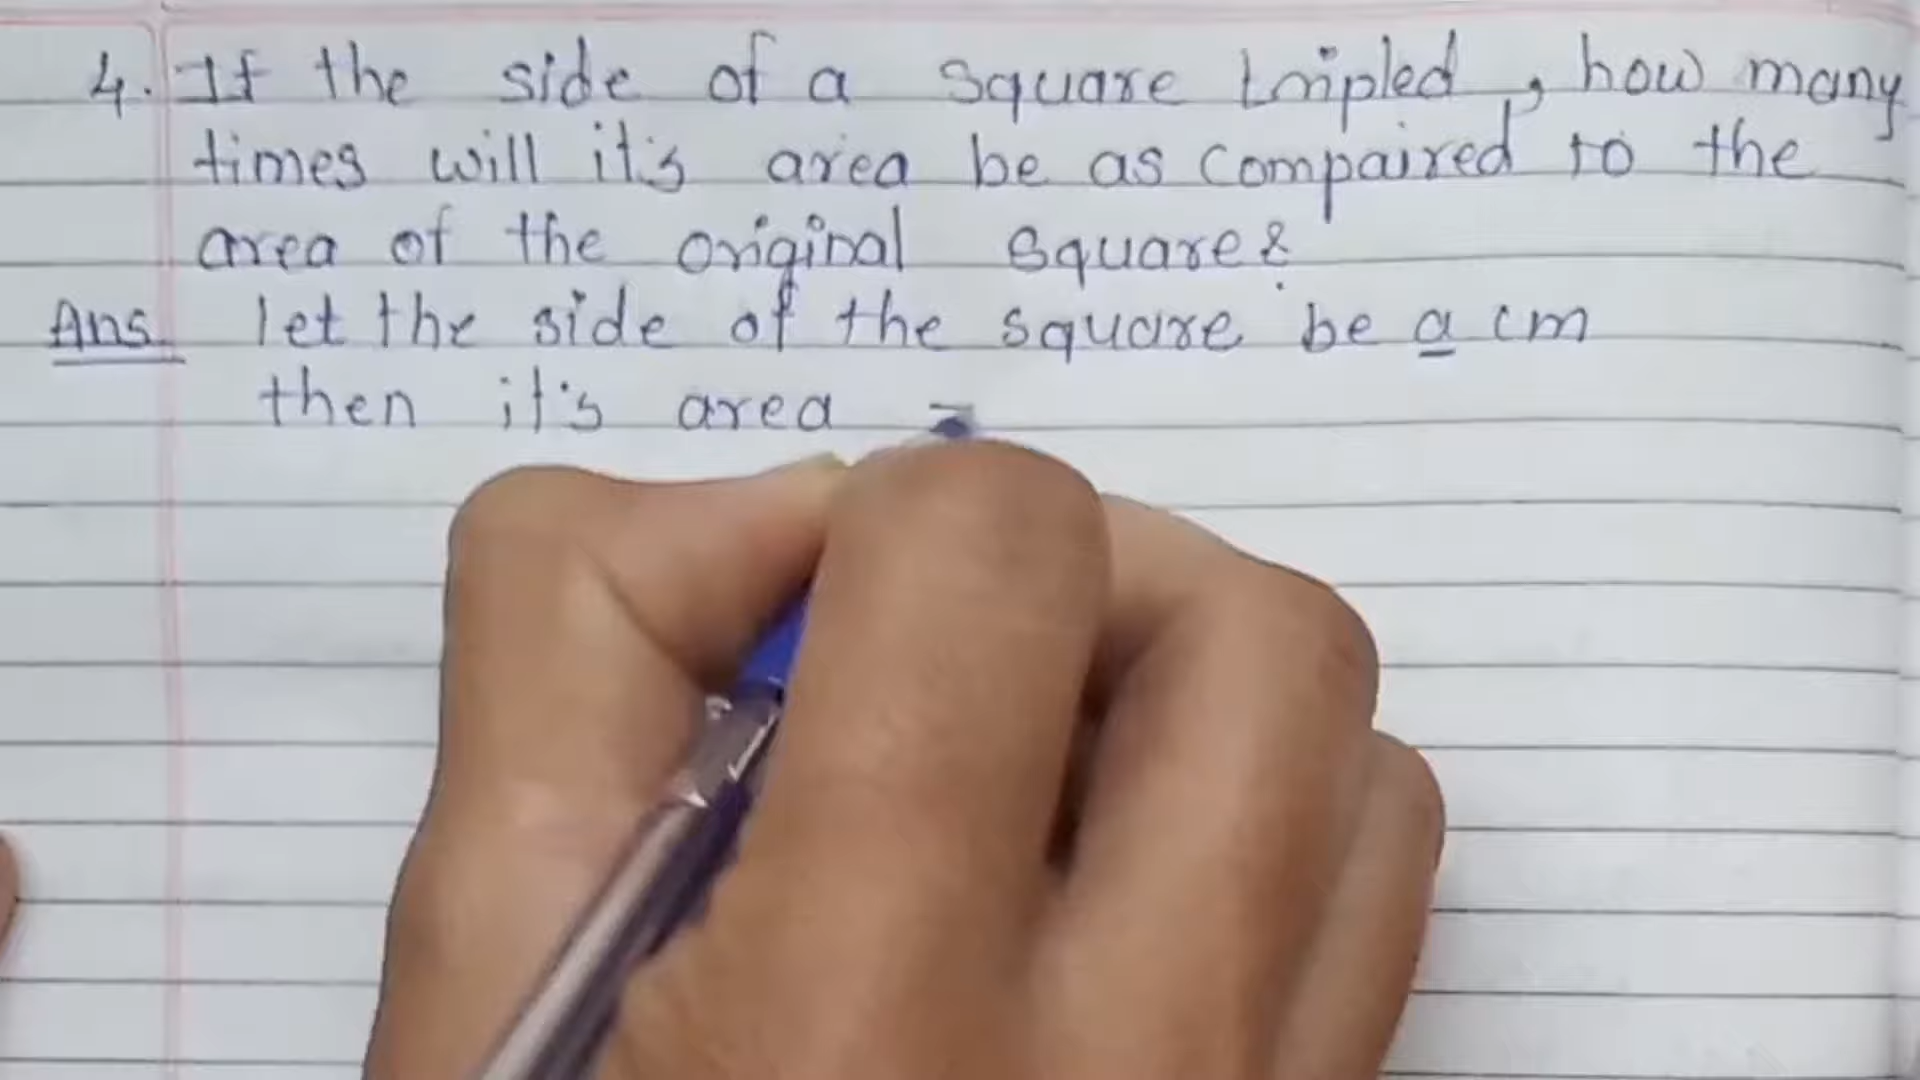 4. If the side of a square tripled, how many
times will it's area be as compaired to the
area of the original square?
Ans let the side of the square be a cm
then it's area =